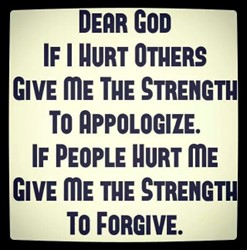 Dear God
If I Hurt Others
Give Me The Strength
To Appologize.
If People Hurt Me
Give Me the Strength
To Forgive.